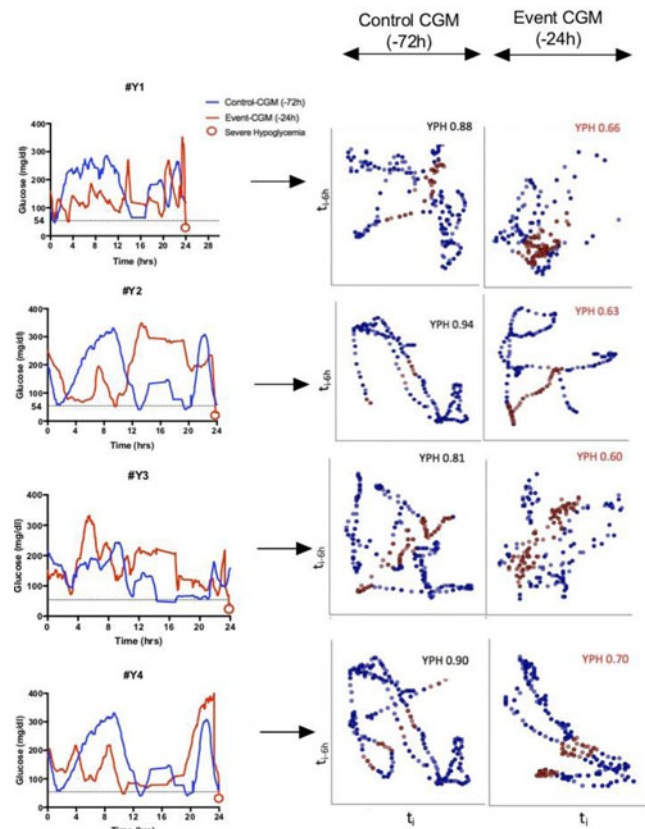 Control CGM
(-72h)
Event CGM
(-24h)
#Y1
Control-CGM (-72h)
Event-CGM (-24h)
Severe Hypoglycemia
Glucose (mg/dl)
400
300
200
100
54
0
0 4 8 12 16 20 24 28
Time (hrs)
YPH 0.88
YPH 0.66
ti-6h
#Y2
Glucose (mg/dl)
400
300
200
100
54
0
0 4 8 12 16 20 24
Time (hrs)
YPH 0.94
YPH 0.63
ti-6h
#Y3
Glucose (mg/dl)
400
300
200
100
54
0
0 4 8 12 16 20 24
Time (hrs)
YPH 0.81
YPH 0.60
ti-6h
#Y4
Glucose (mg/dl)
400
300
200
100
54
0
0 4 8 12 16 20 24
Time (hrs)
YPH 0.90
YPH 0.70
ti-6h
ti
ti